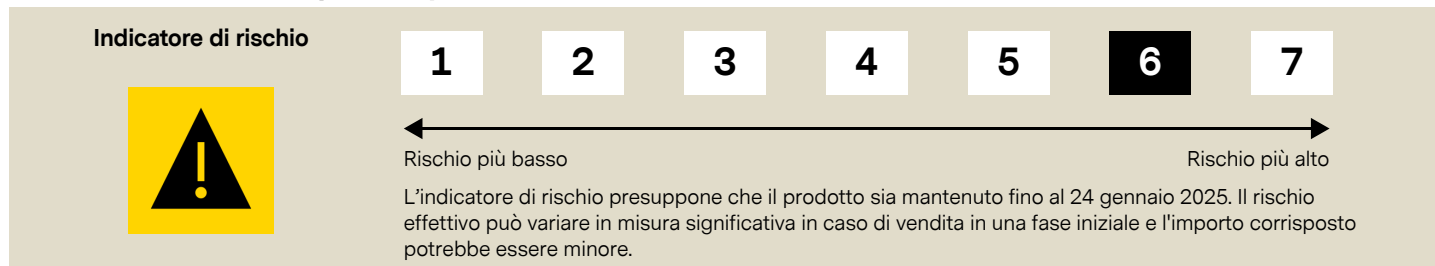 Indicatore di rischio
1 2 3 4 5 6 7
Rischio più basso Rischio più alto
L'indicatore di rischio presuppone che il prodotto sia mantenuto fino al 24 gennaio 2025. Il rischio
effettivo può variare in misura significativa in caso di vendita in una fase iniziale e l'importo corrisposto
potrebbe essere minore.